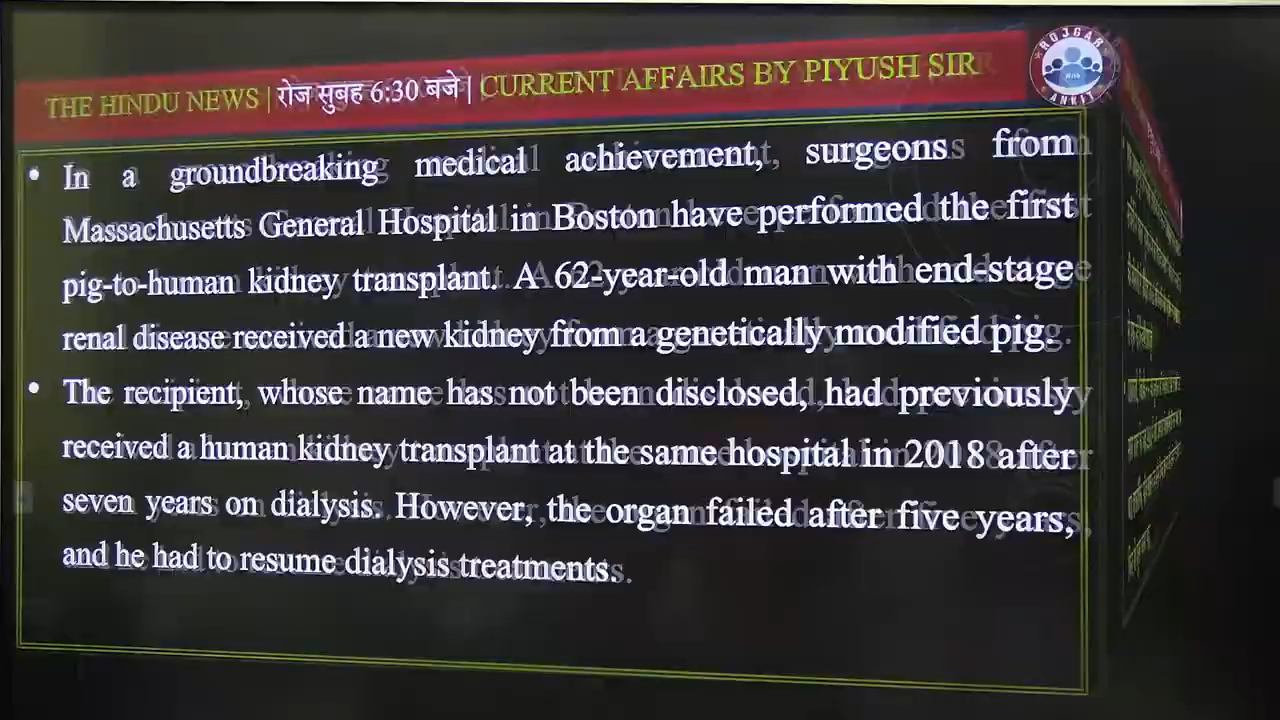 THE HINDU NEWS | रोज सुबह 6:30 बजे | CURRENT AFFAIRS BY PIYUSH SIR
ROJGAR
With
ANKIT
• In a groundbreaking medical achievement, surgeons from
Massachusetts General Hospital in Boston have performed the first
pig-to-human kidney transplant. A 62-year-old man with end-stage
renal disease received a new kidney from a genetically modified pig.
• The recipient, whose name has not been disclosed, had previously
received a human kidney transplant at the same hospital in 2018 after
seven years on dialysis. However, the organ failed after five years,
and he had to resume dialysis treatments.